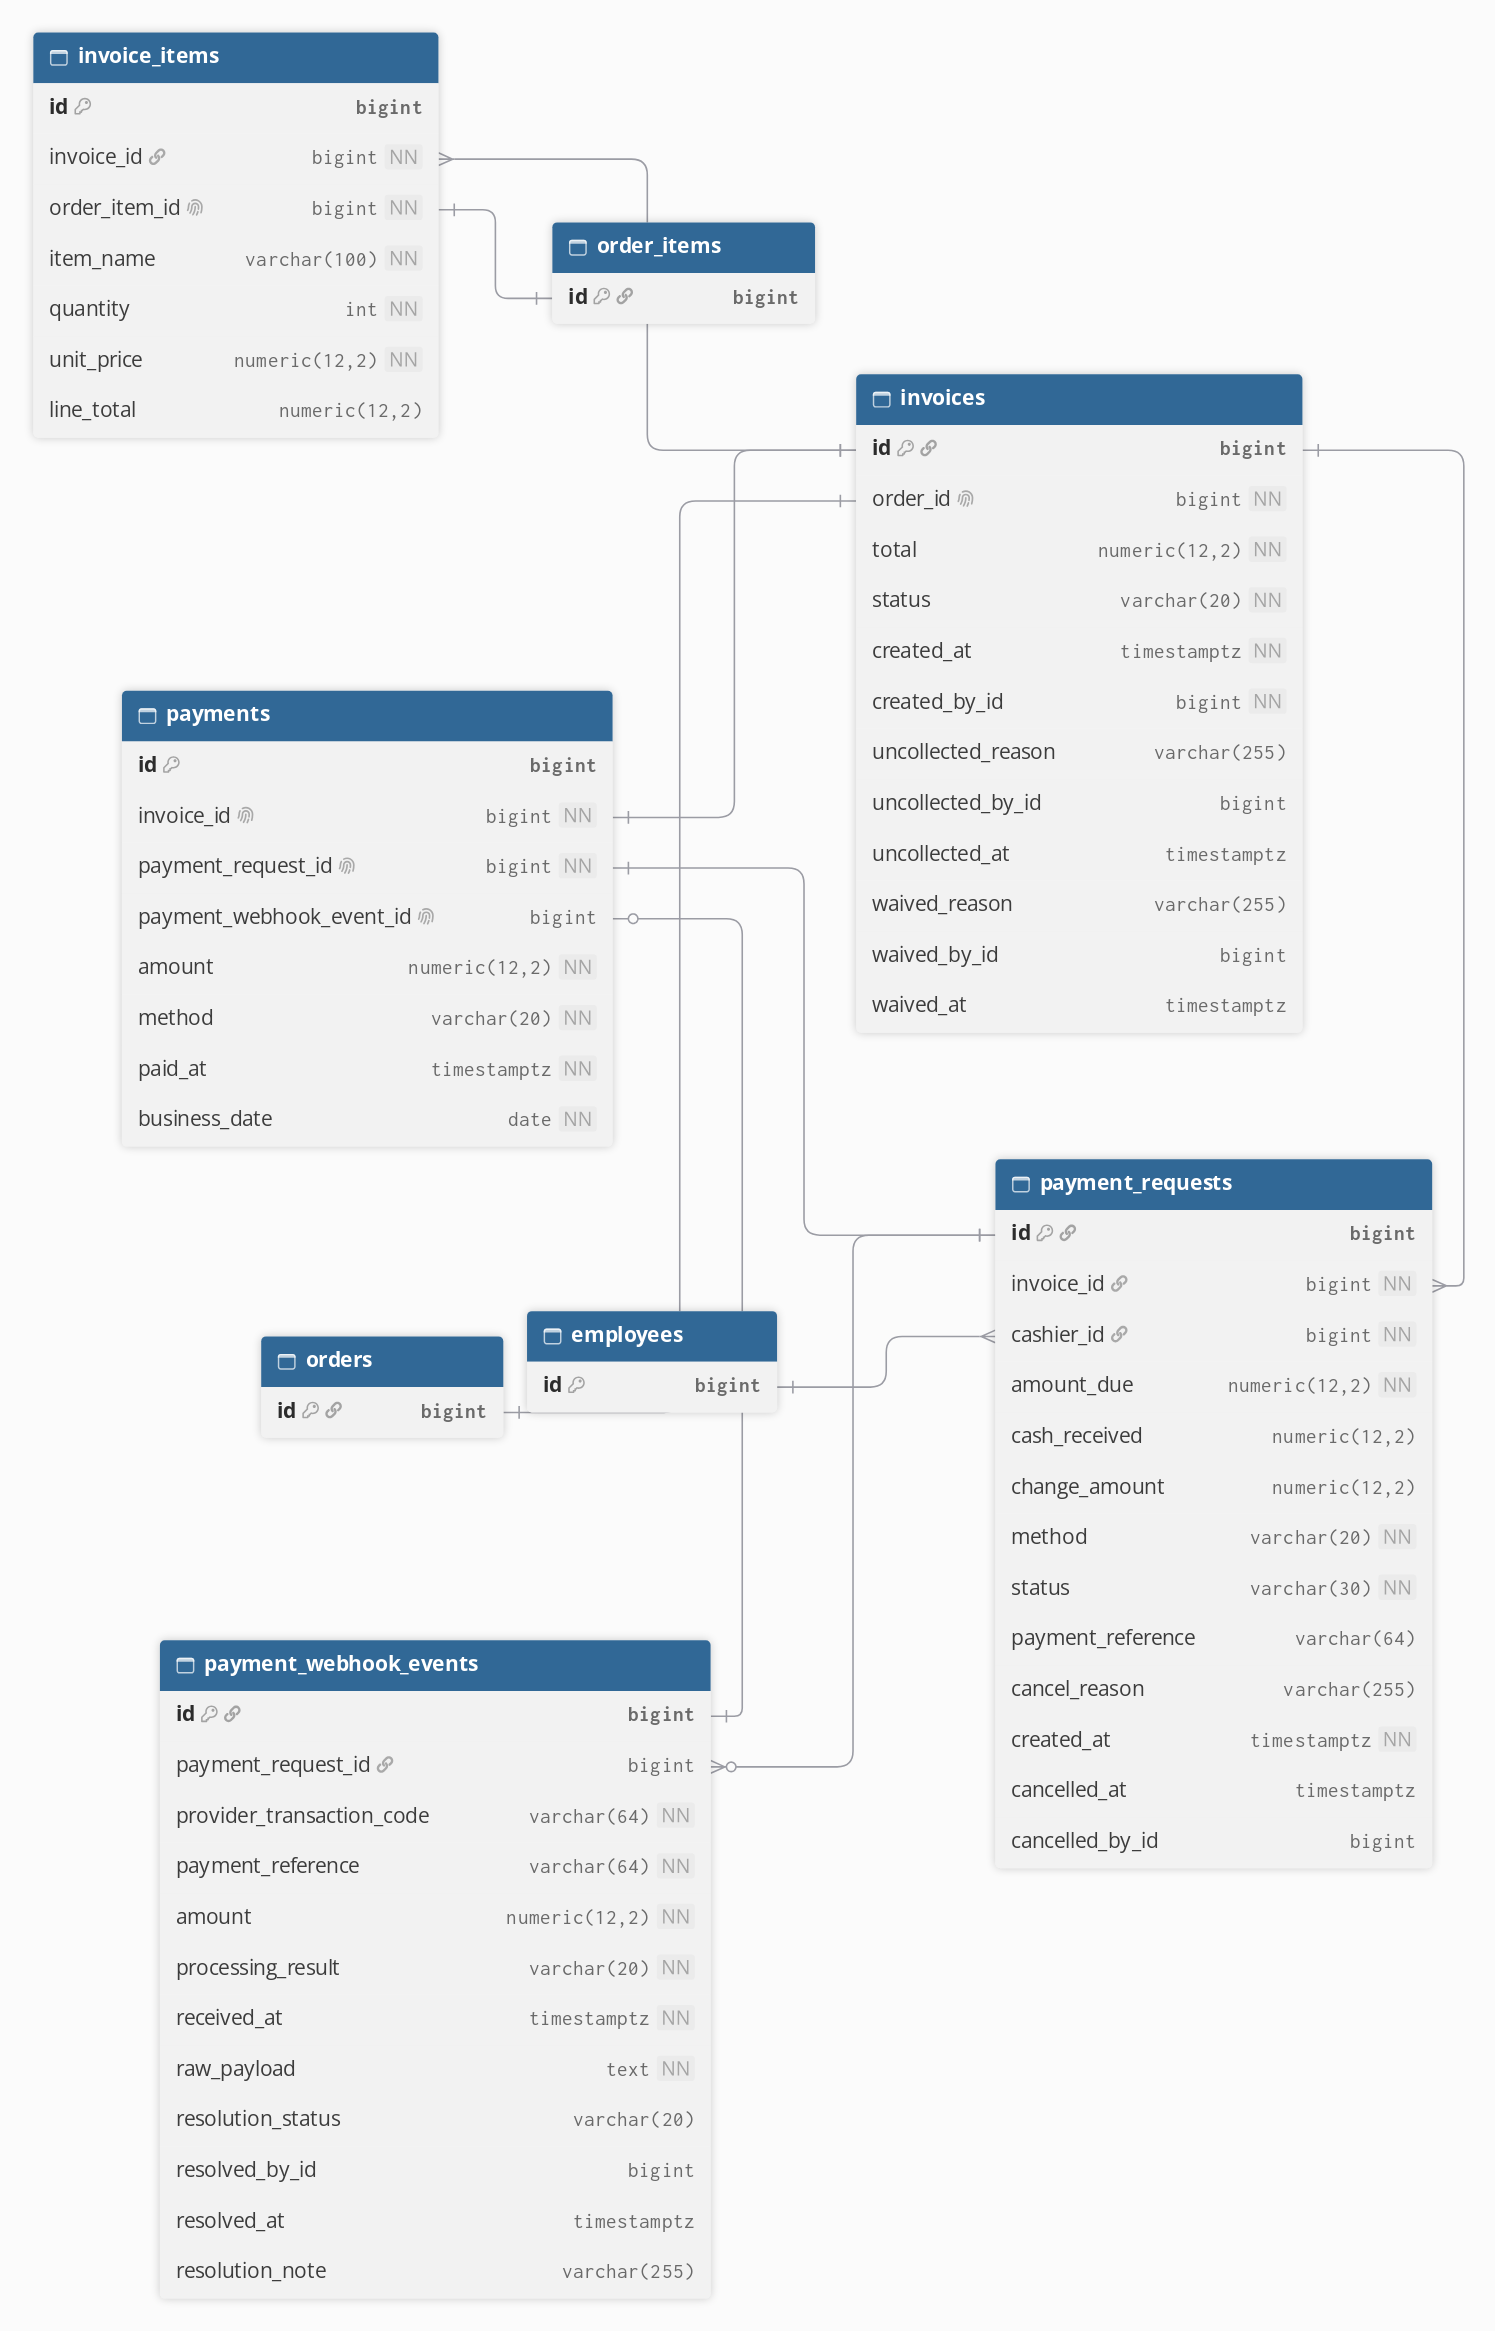 invoice_items
id bigint
invoice_id bigint NN
order_item_id bigint NN
item_name varchar(100) NN
quantity int NN
unit_price numeric(12,2) NN
line_total numeric(12,2)
order_items
id bigint
invoices
id bigint
order_id bigint NN
total numeric(12,2) NN
status varchar(20) NN
created_at timestamptz NN
created_by_id bigint NN
uncollected_reason varchar(255)
uncollected_by_id bigint
uncollected_at timestamptz
waived_reason varchar(255)
waived_by_id bigint
waived_at timestamptz
payments
id bigint
invoice_id bigint NN
payment_request_id bigint NN
payment_webhook_event_id bigint
amount numeric(12,2) NN
method varchar(20) NN
paid_at timestamptz NN
business_date date NN
payment_requests
id bigint
invoice_id bigint NN
cashier_id bigint NN
amount_due numeric(12,2) NN
cash_received numeric(12,2)
change_amount numeric(12,2)
method varchar(20) NN
status varchar(30) NN
payment_reference varchar(64)
cancel_reason varchar(255)
created_at timestamptz NN
cancelled_at timestamptz
cancelled_by_id bigint
employees
id bigint
orders
id bigint
payment_webhook_events
id bigint
payment_request_id bigint
provider_transaction_code varchar(64) NN
payment_reference varchar(64) NN
amount numeric(12,2) NN
processing_result varchar(20) NN
received_at timestamptz NN
raw_payload text NN
resolution_status varchar(20)
resolved_by_id bigint
resolved_at timestamptz
resolution_note varchar(255)